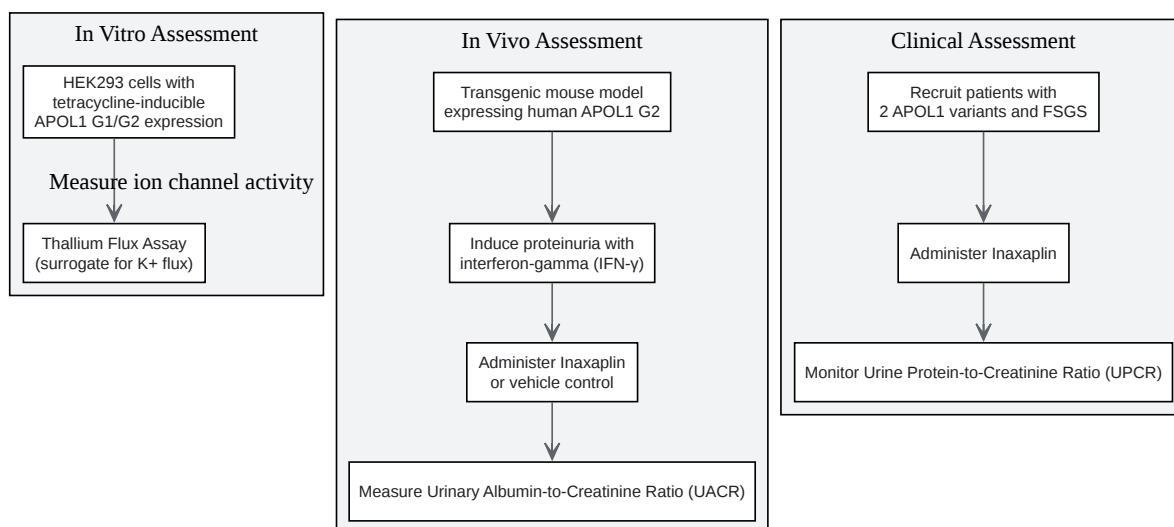 In Vitro Assessment
HEK293 cells with
tetracycline-inducible
APOL1 G1/G2 expression
Measure ion channel activity
Thallium Flux Assay
(surrogate for K+ flux)
In Vivo Assessment
Transgenic mouse model
expressing human APOL1 G2
Induce proteinuria with
interferon-gamma (IFN-γ)
Administer Inaxaplin
or vehicle control
Measure Urinary Albumin-to-Creatinine Ratio (UACR)
Clinical Assessment
Recruit patients with
2 APOL1 variants and FSGS
Administer Inaxaplin
Monitor Urine Protein-to-Creatinine Ratio (UPCR)